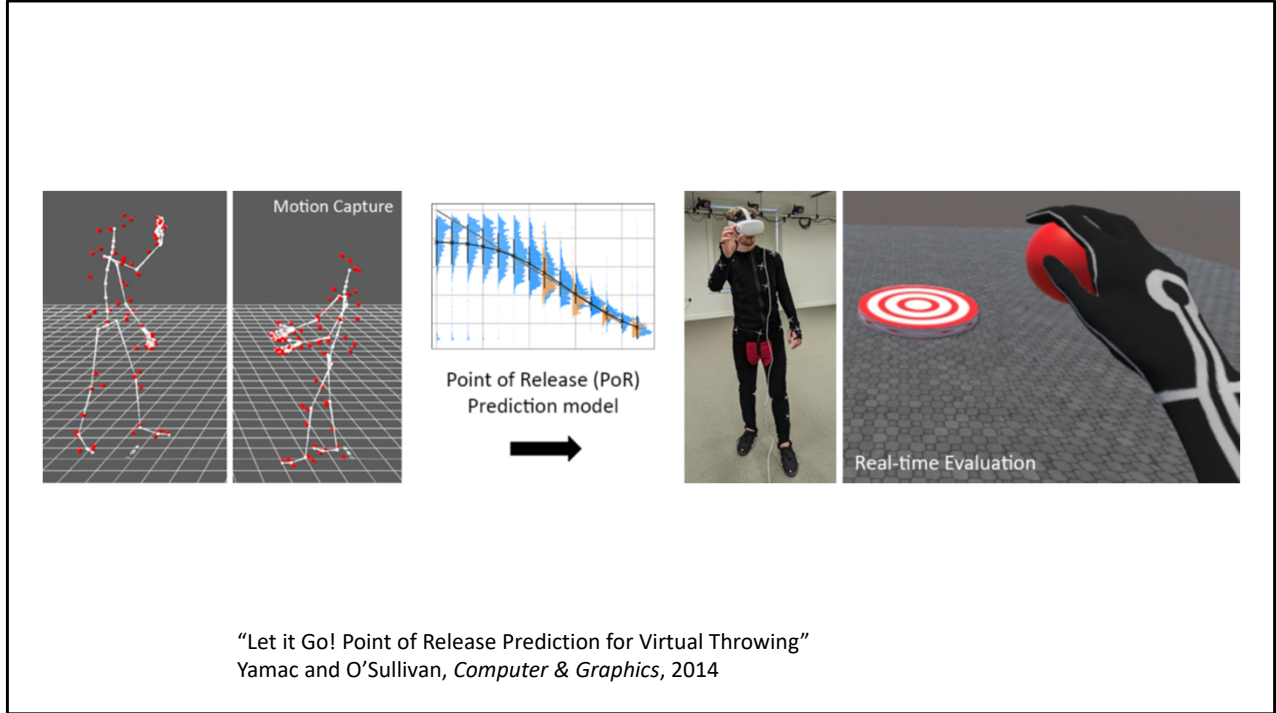 Motion Capture
Point of Release (PoR)
Prediction model
Real-time Evaluation
“Let it Go! Point of Release Prediction for Virtual Throwing”
Yamac and O’Sullivan, Computer & Graphics, 2014